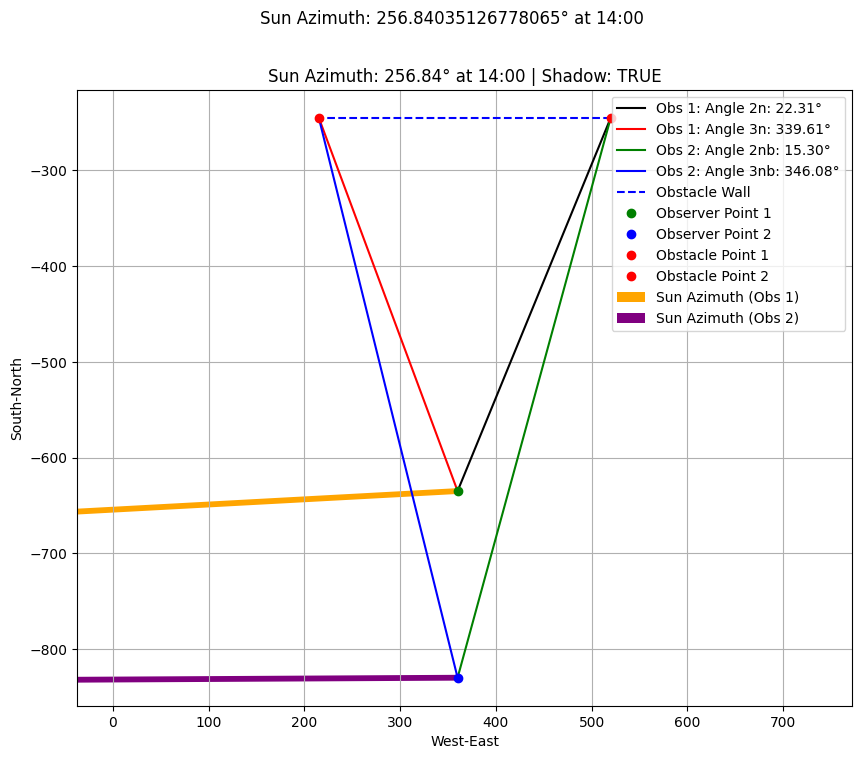 Sun Azimuth: 256.84035126778065° at 14:00
Sun Azimuth: 256.84° at 14:00 | Shadow: TRUE
Obs 1: Angle 2n: 22.31°
Obs 1: Angle 3n: 339.61°
Obs 2: Angle 2nb: 15.30°
Obs 2: Angle 3nb: 346.08°
Obstacle Wall
Observer Point 1
Observer Point 2
Obstacle Point 1
Obstacle Point 2
Sun Azimuth (Obs 1)
Sun Azimuth (Obs 2)
South-North
−300
−400
−500
−600
−700
−800
0 100 200 300 400 500 600 700
West-East